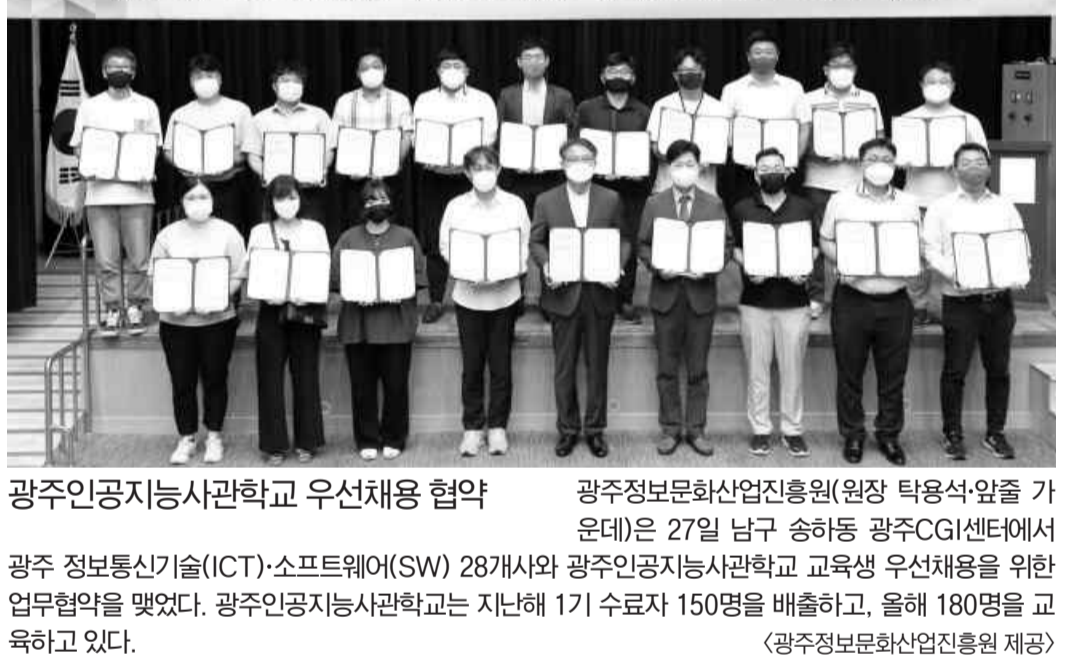 광주인공지능사관학교 우선채용 협약
광주정보문화산업진흥원(원장 탁용석·앞줄 가
운데)은 27일 남구 송하동 광주CGI센터에서
광주 정보통신기술(ICT)·소프트웨어(SW) 28개사와 광주인공지능사관학교 교육생 우선채용을 위한
업무협약을 맺었다. 광주인공지능사관학교는 지난해 1기 수료자 150명을 배출하고, 올해 180명을 교
육하고 있다.
〈광주정보문화산업진흥원 제공〉